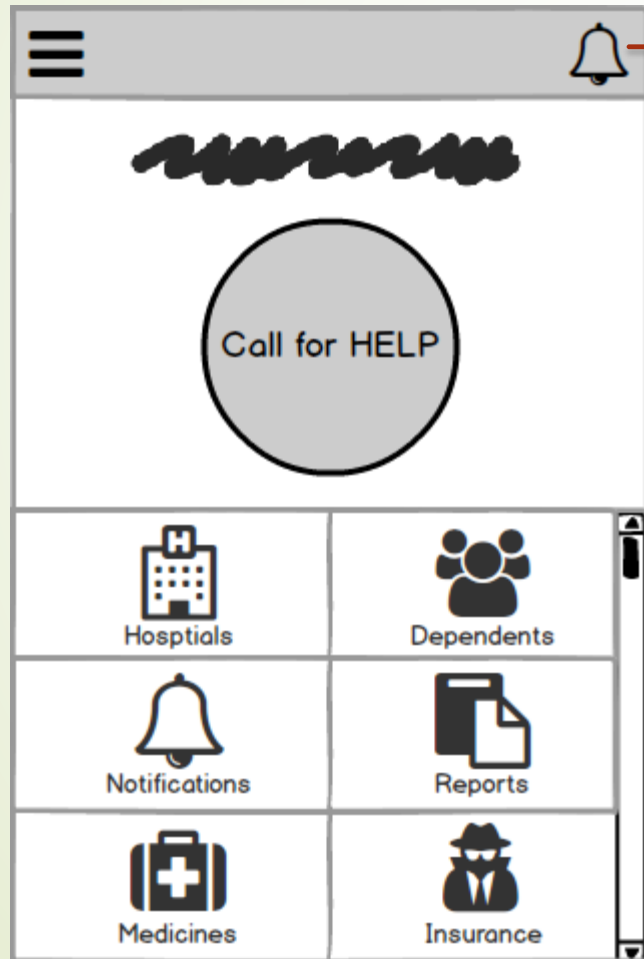 Call for HELP
H
Hosptials
Dependents
Notifications
Reports
Medicines
Insurance